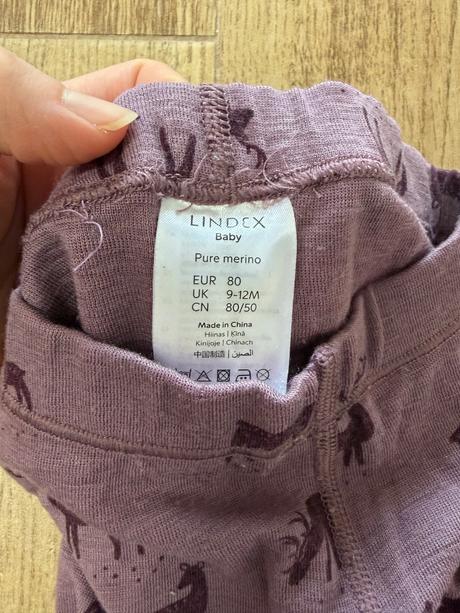 LINDEX
Baby
Pure merino
EUR 80
UK 9-12M
CN 80/50
Made in China
Hiinas | Ķīnā
Kinijoje | Chinach
中国制造 | الصين